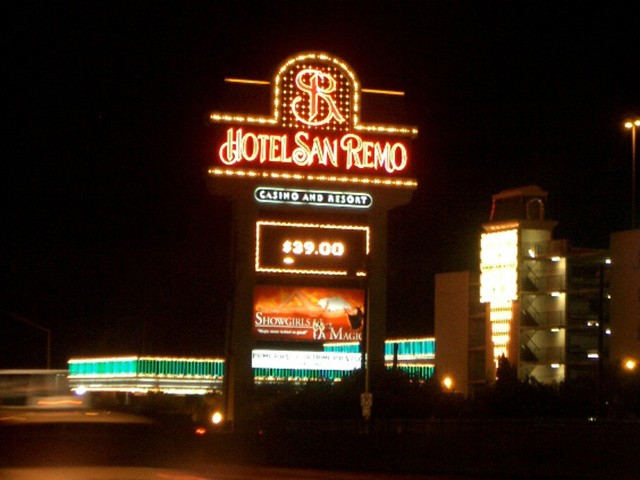 SR
HOTEL SAN REMO
CASINO AND RESORT
$39.00
SHOWGIRLS
MAGIC